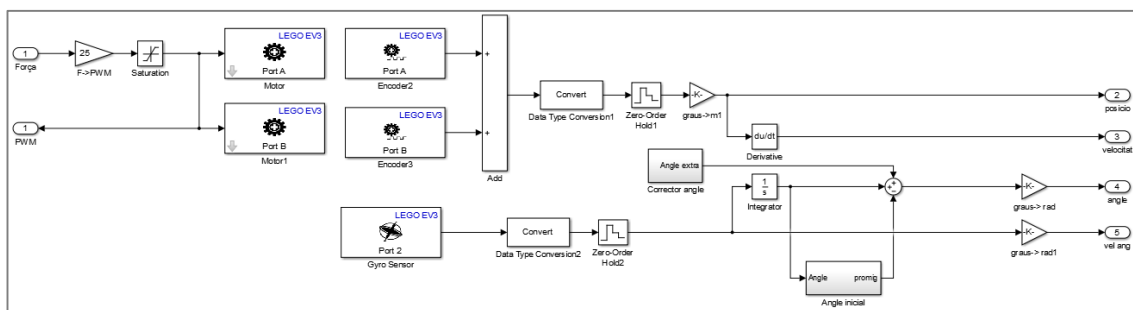 1
Força
25
F->PWM
Saturation
LEGO EV3
Port A
Motor
LEGO EV3
Port A
Encoder2
1
PWM
LEGO EV3
Port B
Motor1
LEGO EV3
Port B
Encoder3
+
+
Add
Convert
Data Type Conversion1
Zero-Order
Hold1
-K-
graus->m1
2
posicio
du/dt
Derivative
3
velocitat
Angle extra
Corrector angle
1
s
Integrator
+
+
−
-K-
graus-> rad
4
angle
LEGO EV3
Port 2
Gyro Sensor
Convert
Data Type Conversion2
Zero-Order
Hold2
-K-
graus-> rad1
5
vel ang
Angle
promig
Angle inicial